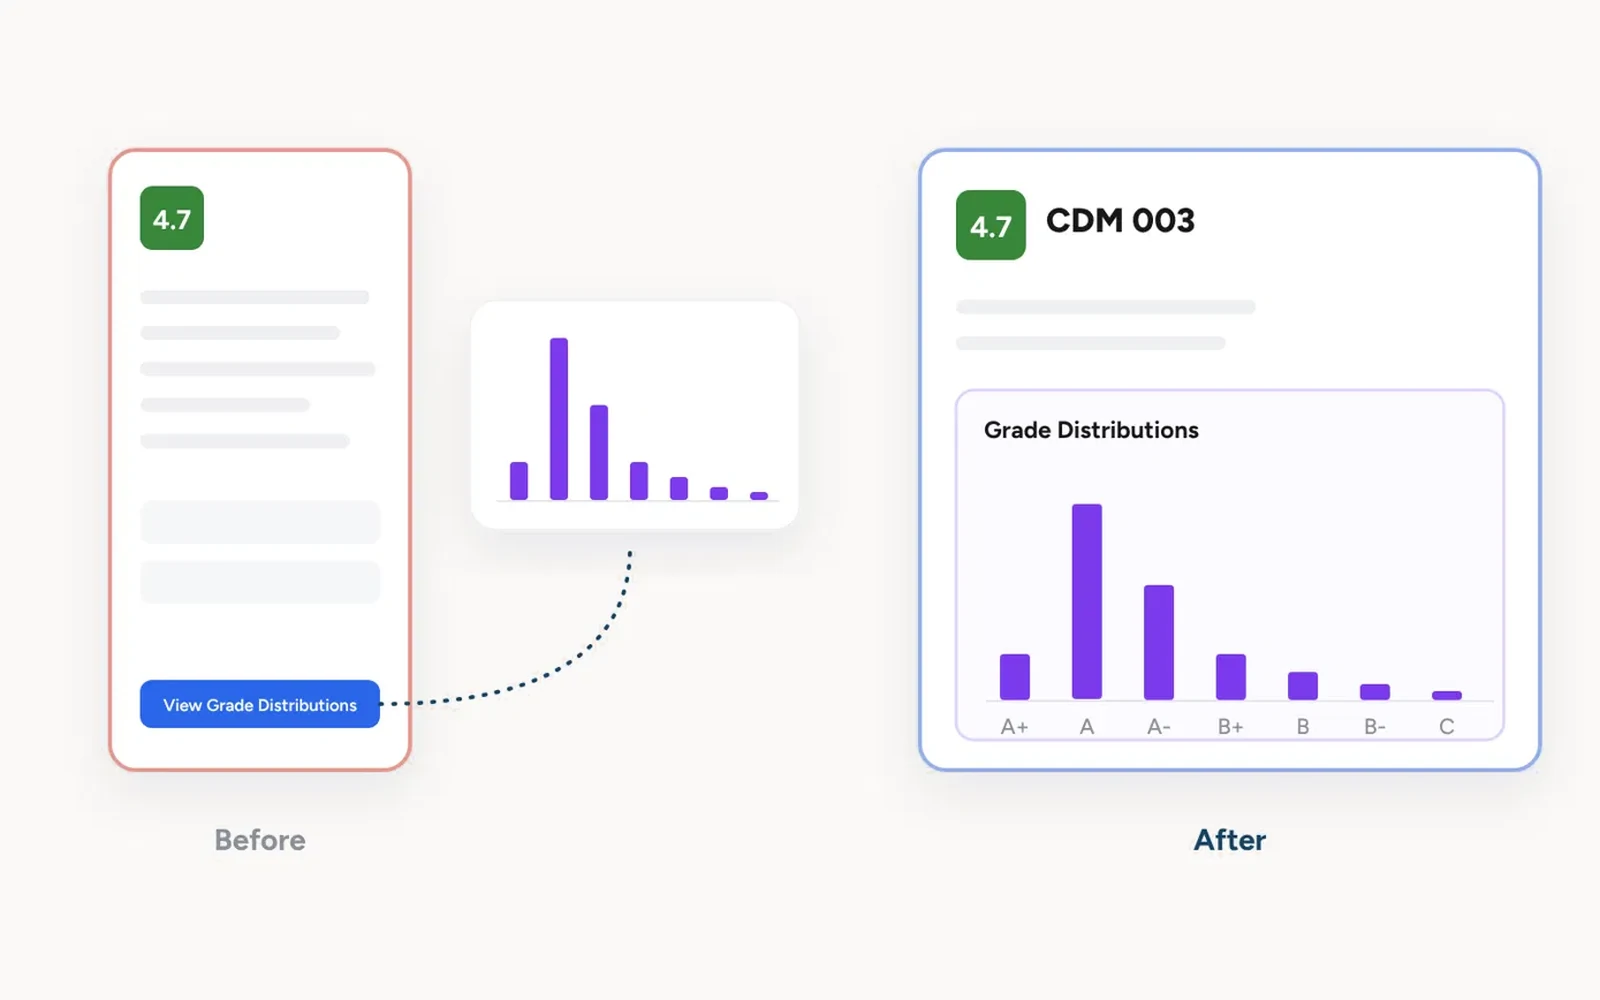 4.7
View Grade Distributions
Before
4.7
CDM 003
Grade Distributions
A+ A A- B+ B B- C
After